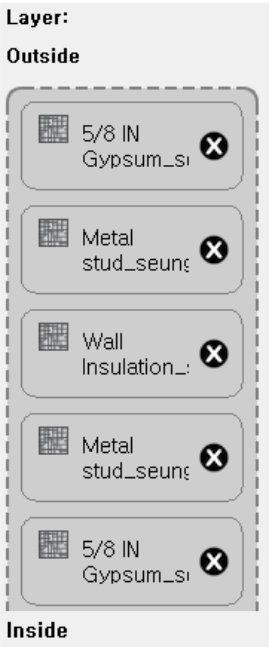 Layer:
Outside
5/8 IN
Gypsum_s
Metal
stud_seung
Wall
Insulation_
Metal
stud_seung
5/8 IN
Gypsum_s
Inside